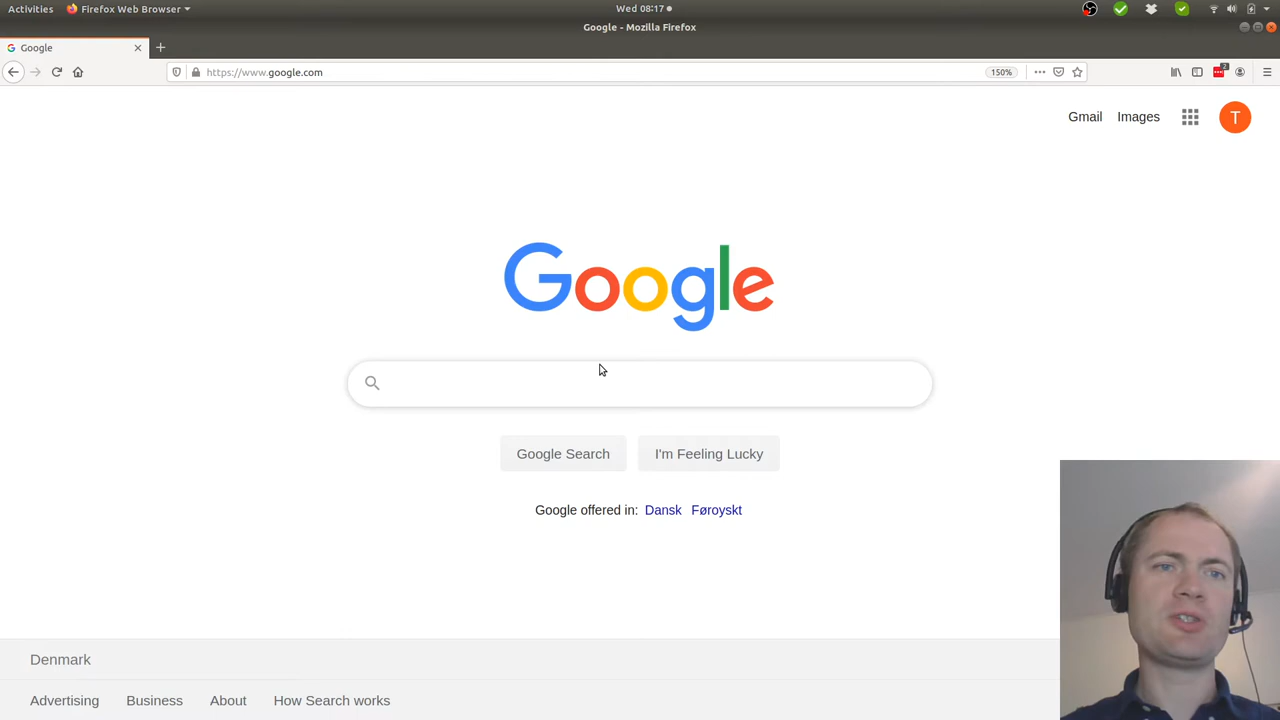 Activities Firefox Web Browser Wed 08:17
Google - Mozilla Firefox
Google
https://www.google.com 150% 2
Gmail Images T
Google
Google Search I'm Feeling Lucky
Google offered in: Dansk Føroyskt
Denmark
Advertising Business About How Search works